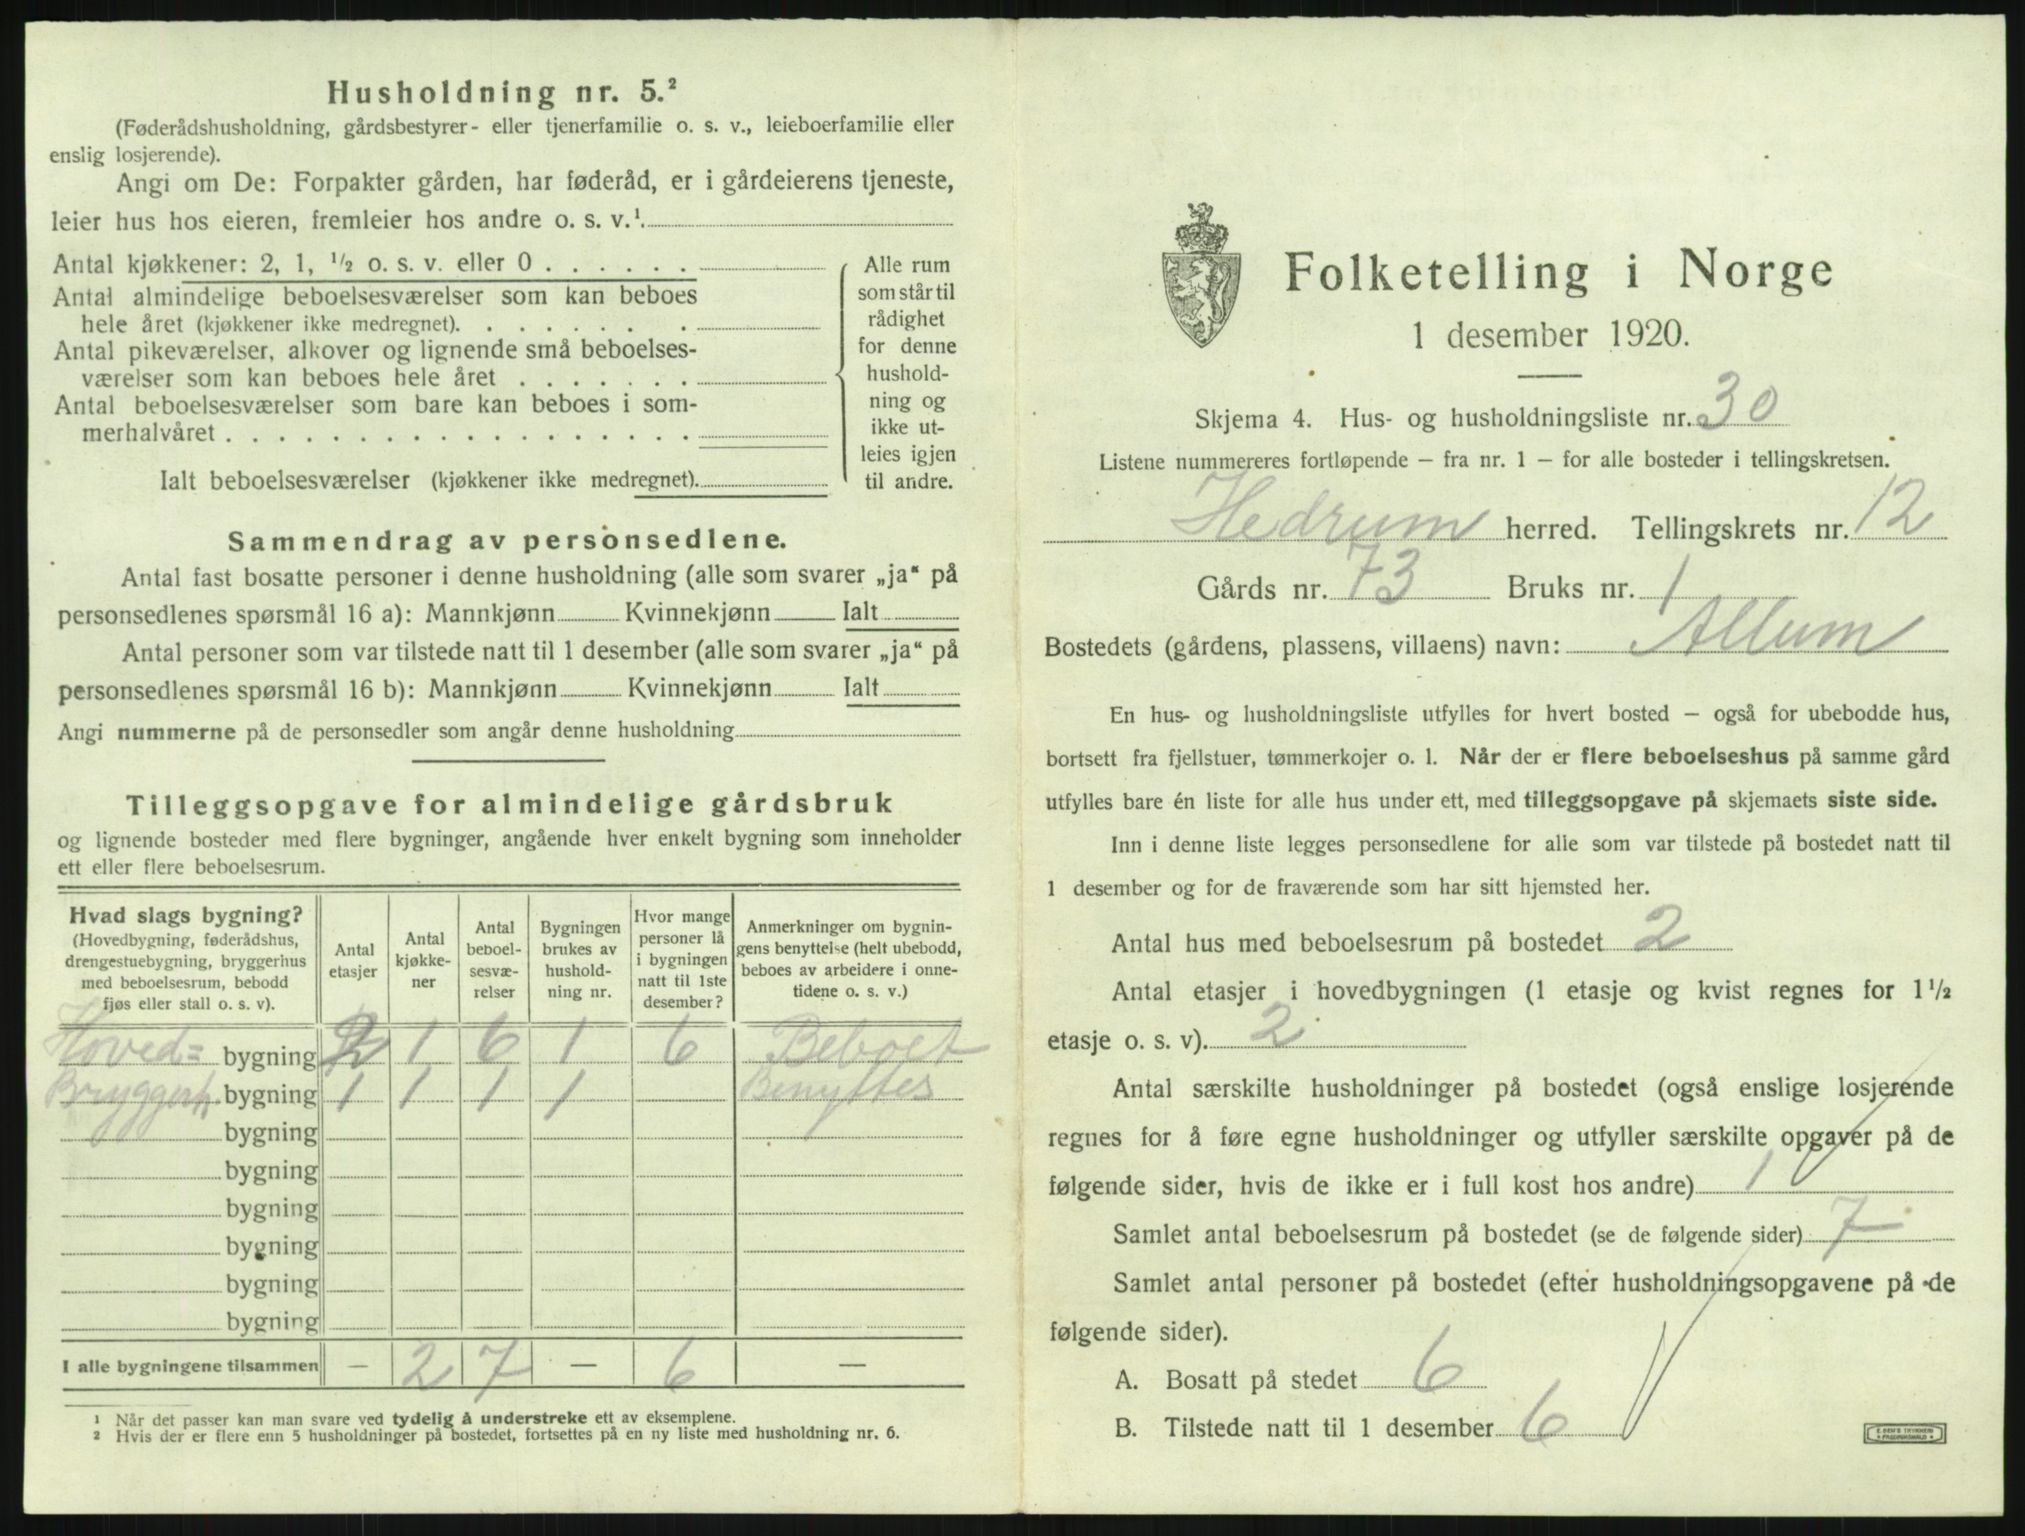 Husholdning nr. 5.²
(Føderådshusholdning, gårdsbestyrer- eller tjenerfamilie o. s. v., leieboerfamilie eller
enslig losjerende).
Angi om De: Forpakter gården, har føderåd, er i gårdeierens tjeneste,
leier hus hos eieren, fremleier hos andre o. s. v.¹.
Antal kjøkkener: 2, 1, ½ o. s. v. eller 0 . . . . . .
Antal almindelige beboelsesværelser som kan beboes
hele året (kjøkkener ikke medregnet). . . . . . . .
Antal pikeværelser, alkover og lignende små beboelses-
værelser som kan beboes hele året . . . . . . .
Antal beboelsesværelser som bare kan beboes i som-
merhalvåret . . . . . . . . . . . . . . . . . .
Ialt beboelsesværelser (kjøkkener ikke medregnet).
Alle rum
som står til
rådighet
for denne
hushold-
ning og
ikke ut-
leies igjen
til andre.
Sammendrag av personsedlene.
Antal fast bosatte personer i denne husholdning (alle som svarer „ja“ på
personsedlenes spørsmål 16 a): Mannkjønn Kvinnekjønn Ialt
Antal personer som var tilstede natt til 1 desember (alle som svarer „ja“ på
personsedlenes spørsmål 16 b): Mannkjønn Kvinnekjønn Ialt
Angi nummerne på de personsedler som angår denne husholdning
Tilleggsopgave for almindelige gårdsbruk
og lignende bosteder med flere bygninger, angående hver enkelt bygning som inneholder
ett eller flere beboelsesrum.
Hvad slags bygning?
(Hovedbygning, føderådshus,
drengestuebygning, bryggerhus
med beboelsesrum, bebodd
fjøs eller stall o. s. v).
Antal
etasjer
Antal
kjøkke-
ner
Antal
beboel-
sesvæ-
relser
Bygningen
brukes av
hushold-
ning nr.
Hvor mange
personer lå
i bygningen
natt til 1ste
desember?
Anmerkninger om bygnin-
gens benyttelse (helt ubebodd,
beboes av arbeidere i onne-
tidene o. s. v.)
Hoved= bygning 2 1 6 1 6 Beboet
Bryggerh. bygning 1 1 1 1 Benyttes
bygning
bygning
bygning
bygning
bygning
bygning
I alle bygningene tilsammen — 2 7 — 6 —
¹ Når det passer kan man svare ved tydelig å understreke ett av eksemplene.
² Hvis der er flere enn 5 husholdninger på bostedet, fortsettes på en ny liste med husholdning nr. 6.
Folketelling i Norge
1 desember 1920.
Skjema 4. Hus- og husholdningsliste nr. 30
Listene nummereres fortløpende — fra nr. 1 — for alle bosteder i tellingskretsen.
Hedrum herred. Tellingskrets nr. 12
Gårds nr. 73 Bruks nr. 1
Bostedets (gårdens, plassens, villaens) navn: Allum
En hus- og husholdningsliste utfylles for hvert bosted — også for ubebodde hus,
bortsett fra fjellstuer, tømmerkojer o. l. Når der er flere beboelseshus på samme gård
utfylles bare én liste for alle hus under ett, med tilleggsopgave på skjemaets siste side.
Inn i denne liste legges personsedlene for alle som var tilstede på bostedet natt til
1 desember og for de fraværende som har sitt hjemsted her.
Antal hus med beboelsesrum på bostedet 2
Antal etasjer i hovedbygningen (1 etasje og kvist regnes for 1½
etasje o. s. v). 2
Antal særskilte husholdninger på bostedet (også enslige losjerende
regnes for å føre egne husholdninger og utfyller særskilte opgaver på de
følgende sider, hvis de ikke er i full kost hos andre) 1
Samlet antal beboelsesrum på bostedet (se de følgende sider) 7
Samlet antal personer på bostedet (efter husholdningsopgavene på de
følgende sider).
A. Bosatt på stedet 6
B. Tilstede natt til 1 desember 6